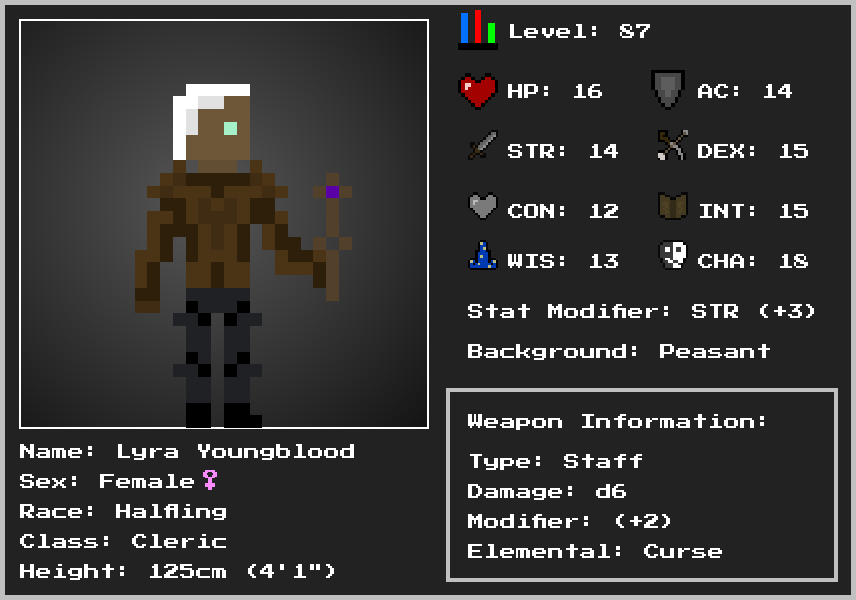 Level: 87
HP: 16
AC: 14
STR: 14
DEX: 15
CON: 12
INT: 15
WIS: 13
CHA: 18
Stat Modifier: STR (+3)
Background: Peasant
Weapon Information:
Type: Staff
Damage: d6
Modifier: (+2)
Elemental: Curse
Name: Lyra Youngblood
Sex: Female♀
Race: Halfling
Class: Cleric
Height: 125cm (4'1")